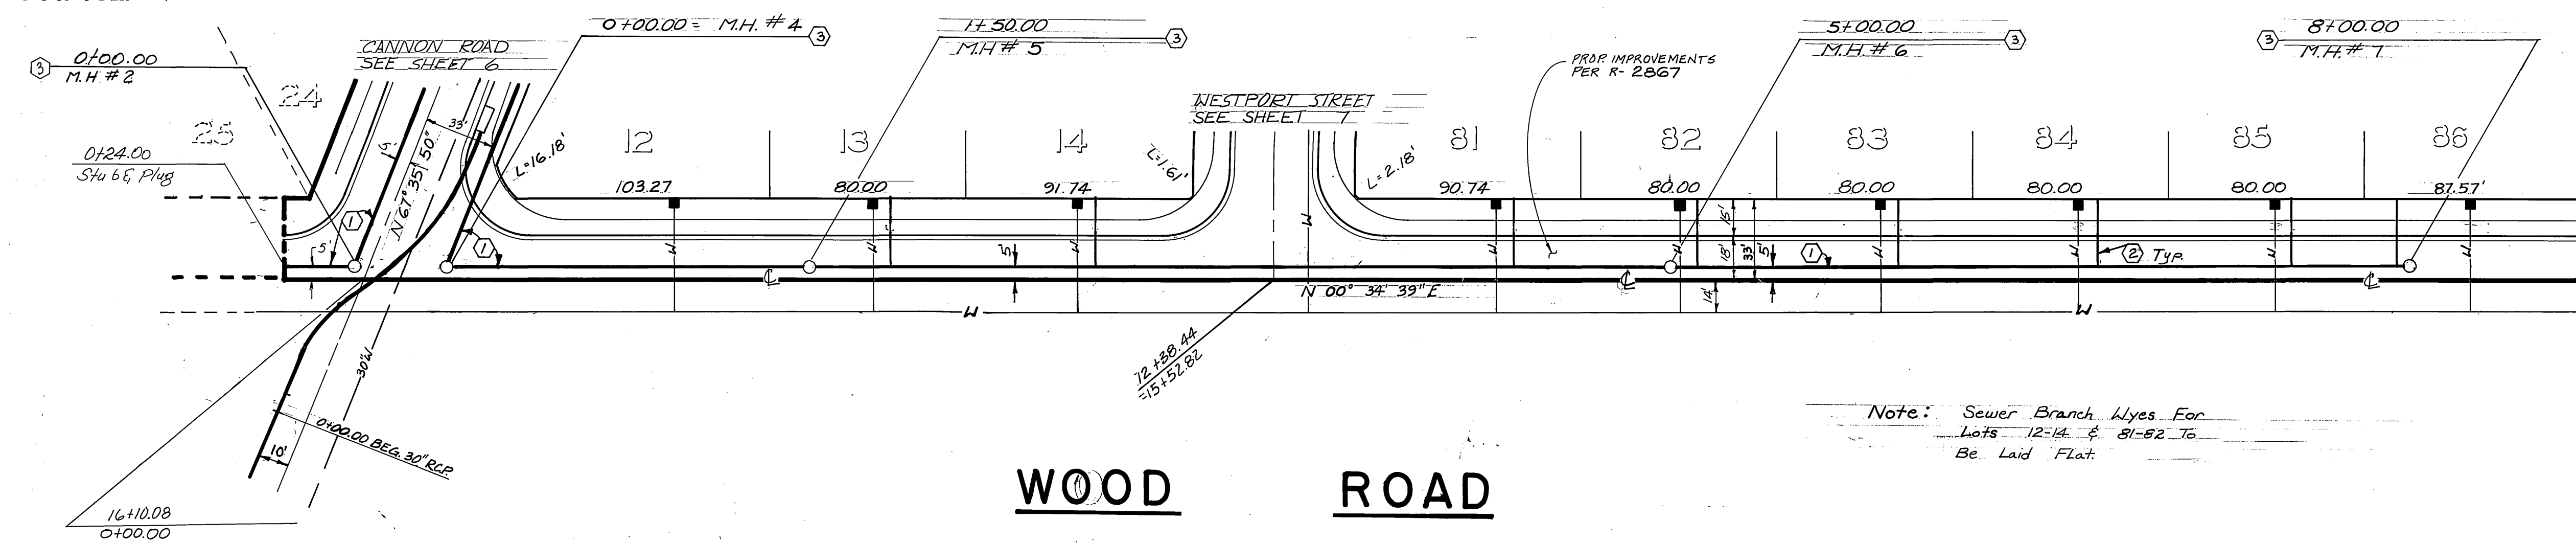 0+00.00
M.H # 2
3
CANNON ROAD
SEE SHEET 6
0+00.00 = M.H. # 4
3
1+50.00
M.H # 5
3
PROP. IMPROVEMENTS
PER R-2867
5+00.00
M.H. # 6
3
8+00.00
M.H. # 7
3
24
25
0+24.00
Stub & Plug
33'
5'
N 67° 35' 50"
L=16.18'
12
13
14
L=1.61'
WESTPORT STREET
SEE SHEET 7
L=2.18'
81
82
83
84
85
86
103.27
80.00
91.74
90.74
80.00
80.00
80.00
80.00
87.57'
1
5'
1
W
W
W
5'
W
W
W
18'
15'
33'
5'
1
W
W
2 TYP.
W
W
℄
℄
℄
N 00° 34' 39" E
14'
W
W
30"W
12+38.44
=15+52.82
0+00.00 BEG. 30" RCP.
10'
16+10.08
0+00.00
Note: Sewer Branch Wyes For
Lots 12-14 & 81-82 To
Be Laid Flat.
WOOD ROAD